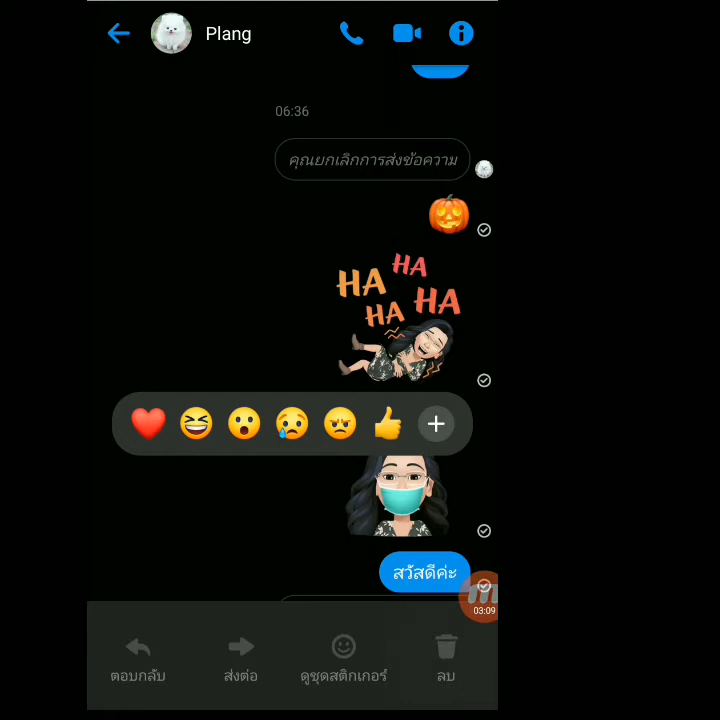 Plang
06:36
คุณยกเลิกการส่งข้อความ
HA
HA
HA
HA
สวัสดีค่ะ
03:09
ตอบกลับ
ส่งต่อ
ดูชุดสติกเกอร์
ลบ